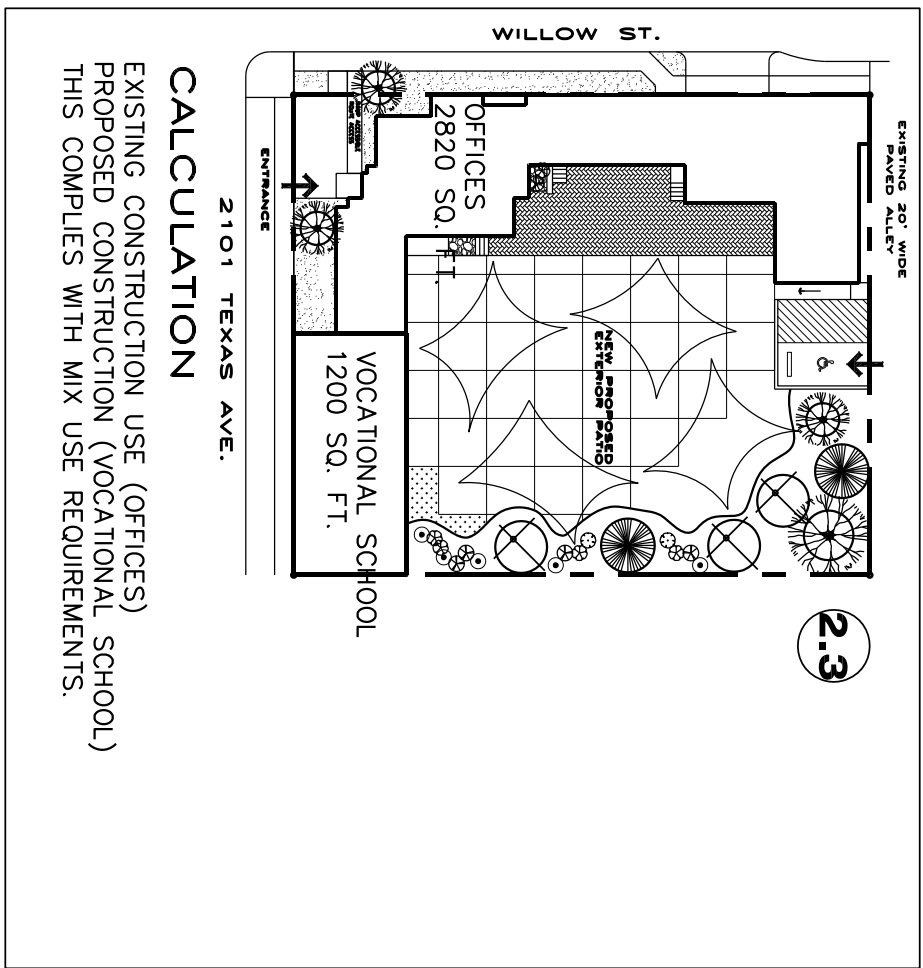 WILLOW ST.
EXISTING 20' WIDE
PAVED ALLEY
OFFICES
2820 SQ. FT.
NEW PROPOSED
EXTERIOR PATIO
VOCATIONAL SCHOOL
1200 SQ. FT.
ENTRANCE
2101 TEXAS AVE.
2.3
CALCULATION
EXISTING CONSTRUCTION USE (OFFICES)
PROPOSED CONSTRUCTION (VOCATIONAL SCHOOL)
THIS COMPLIES WITH MIX USE REQUIREMENTS.